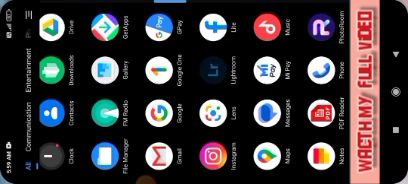 5:59 AM
All Communication Entertainment Ph
Clock Contacts Downloads Drive
File Manager FM Radio Gallery GetApps
Gmail Google Google One GPay
Instagram Lens Lightroom Lite
Maps Messages Mi Pay Music
Notes PDF Reader Phone PhotoRoom
WACTH MY FULL VIDEO